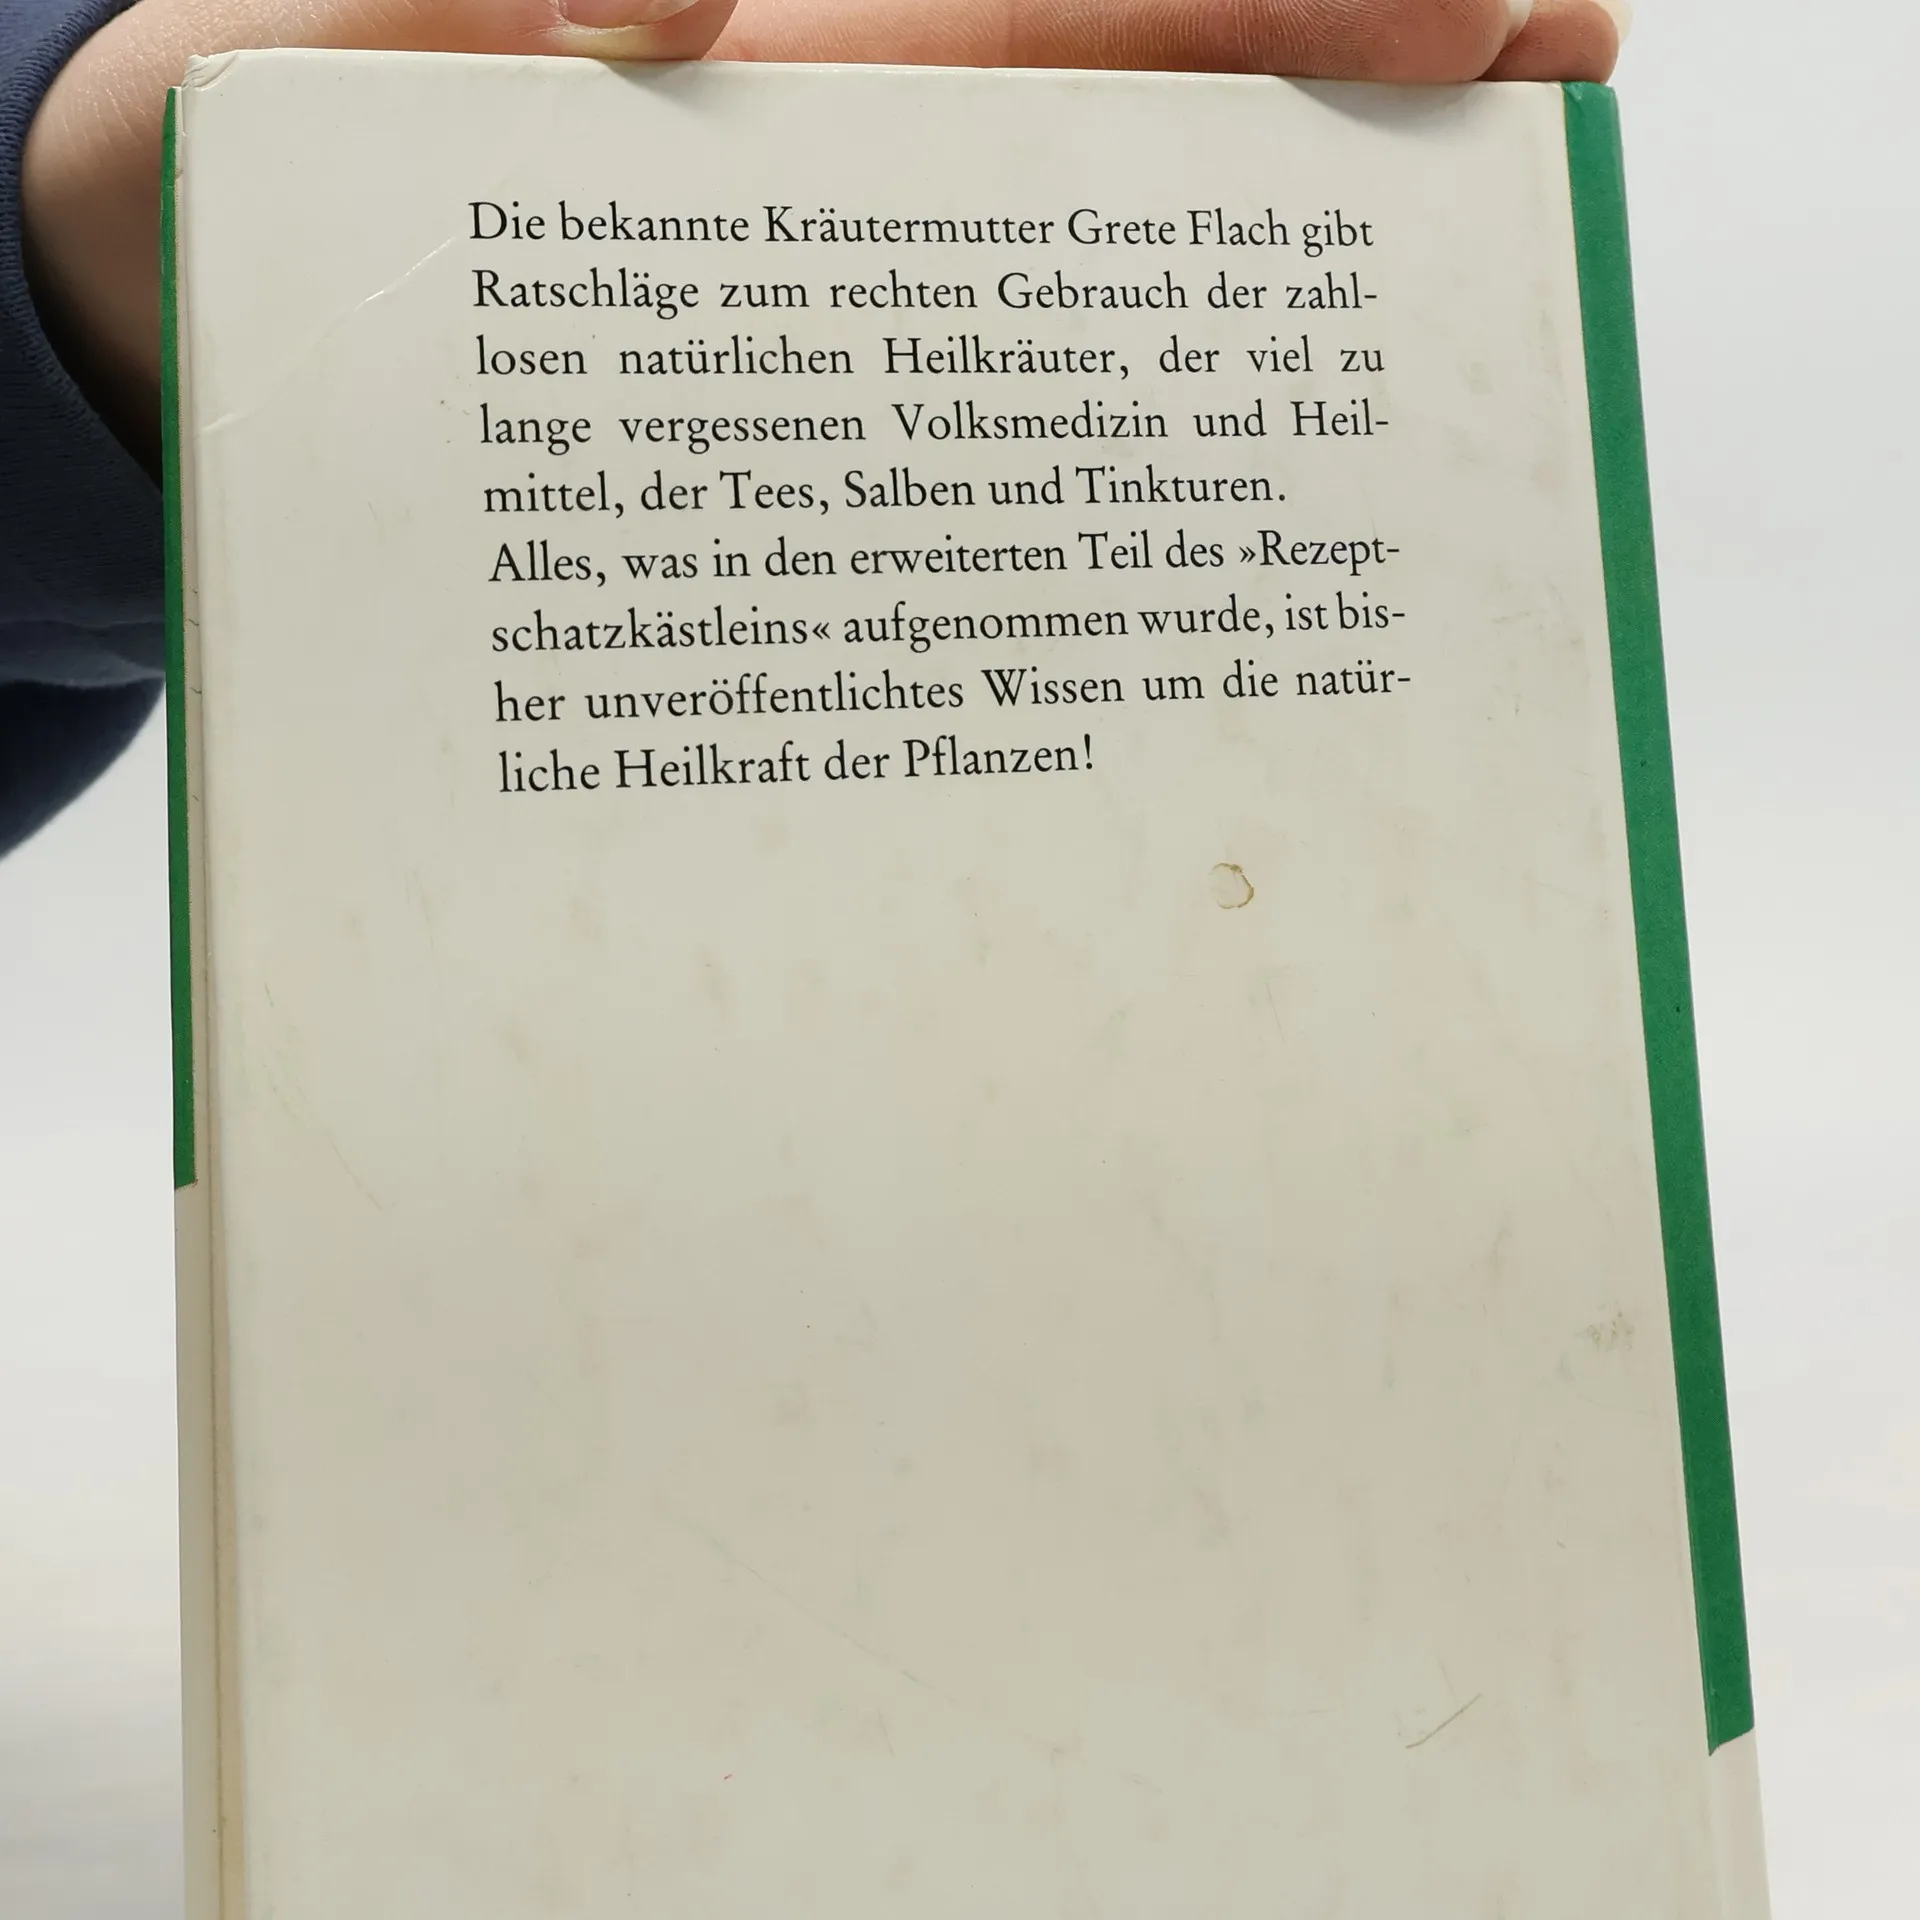 Die bekannte Kräutermutter Grete Flach gibt
Ratschläge zum rechten Gebrauch der zahl-
losen natürlichen Heilkräuter, der viel zu
lange vergessenen Volksmedizin und Heil-
mittel, der Tees, Salben und Tinkturen.
Alles, was in den erweiterten Teil des »Rezept-
schatzkästleins« aufgenommen wurde, ist bis-
her unveröffentlichtes Wissen um die natür-
liche Heilkraft der Pflanzen!